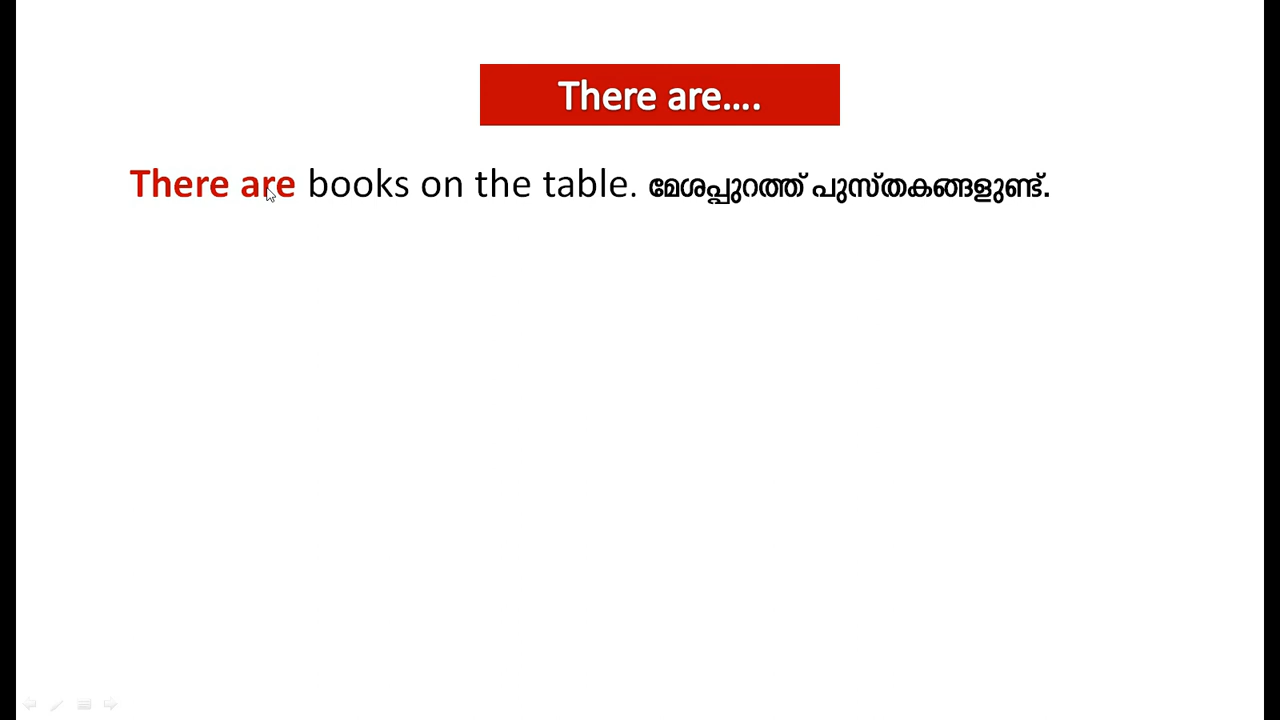 There are....
There are books on the table. മേശപ്പുറത്ത് പുസ്തകങ്ങളുണ്ട്.